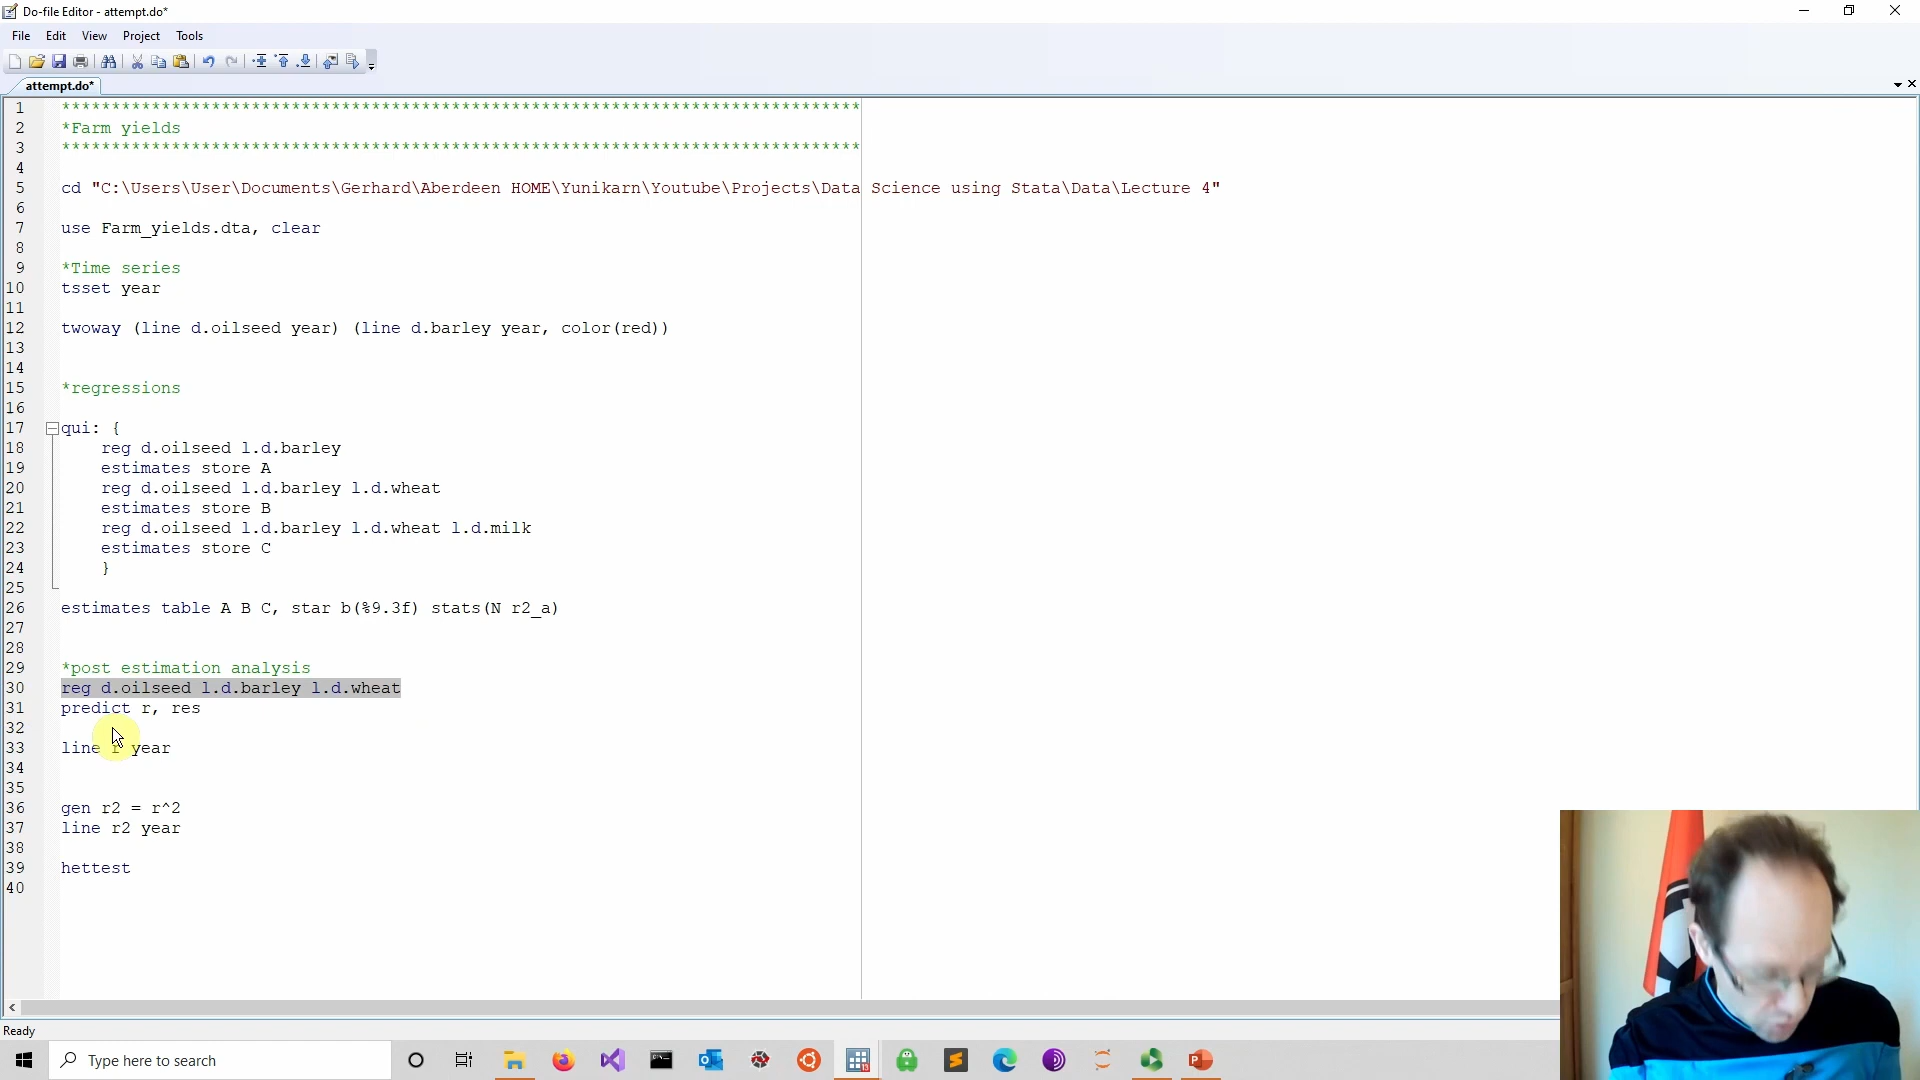 Do-file Editor - attempt.do*
File Edit View Project Tools
attempt.do*
1 ********************************************************************************
2 *Farm yields
3 ********************************************************************************
4
5 cd "C:\Users\User\Documents\Gerhard\Aberdeen HOME\Yunikarn\Youtube\Projects\Data Science using Stata\Data\Lecture 4"
6
7 use Farm_yields.dta, clear
8
9 *Time series
10 tsset year
11
12 twoway (line d.oilseed year) (line d.barley year, color(red))
13
14
15 *regressions
16
17 qui: {
18 reg d.oilseed l.d.barley
19 estimates store A
20 reg d.oilseed l.d.barley l.d.wheat
21 estimates store B
22 reg d.oilseed l.d.barley l.d.wheat l.d.milk
23 estimates store C
24 }
25
26 estimates table A B C, star b(%9.3f) stats(N r2_a)
27
28
29 *post estimation analysis
30 reg d.oilseed l.d.barley l.d.wheat
31 predict r, res
32
33 line r year
34
35
36 gen r2 = r^2
37 line r2 year
38
39 hettest
40
Ready
Type here to search